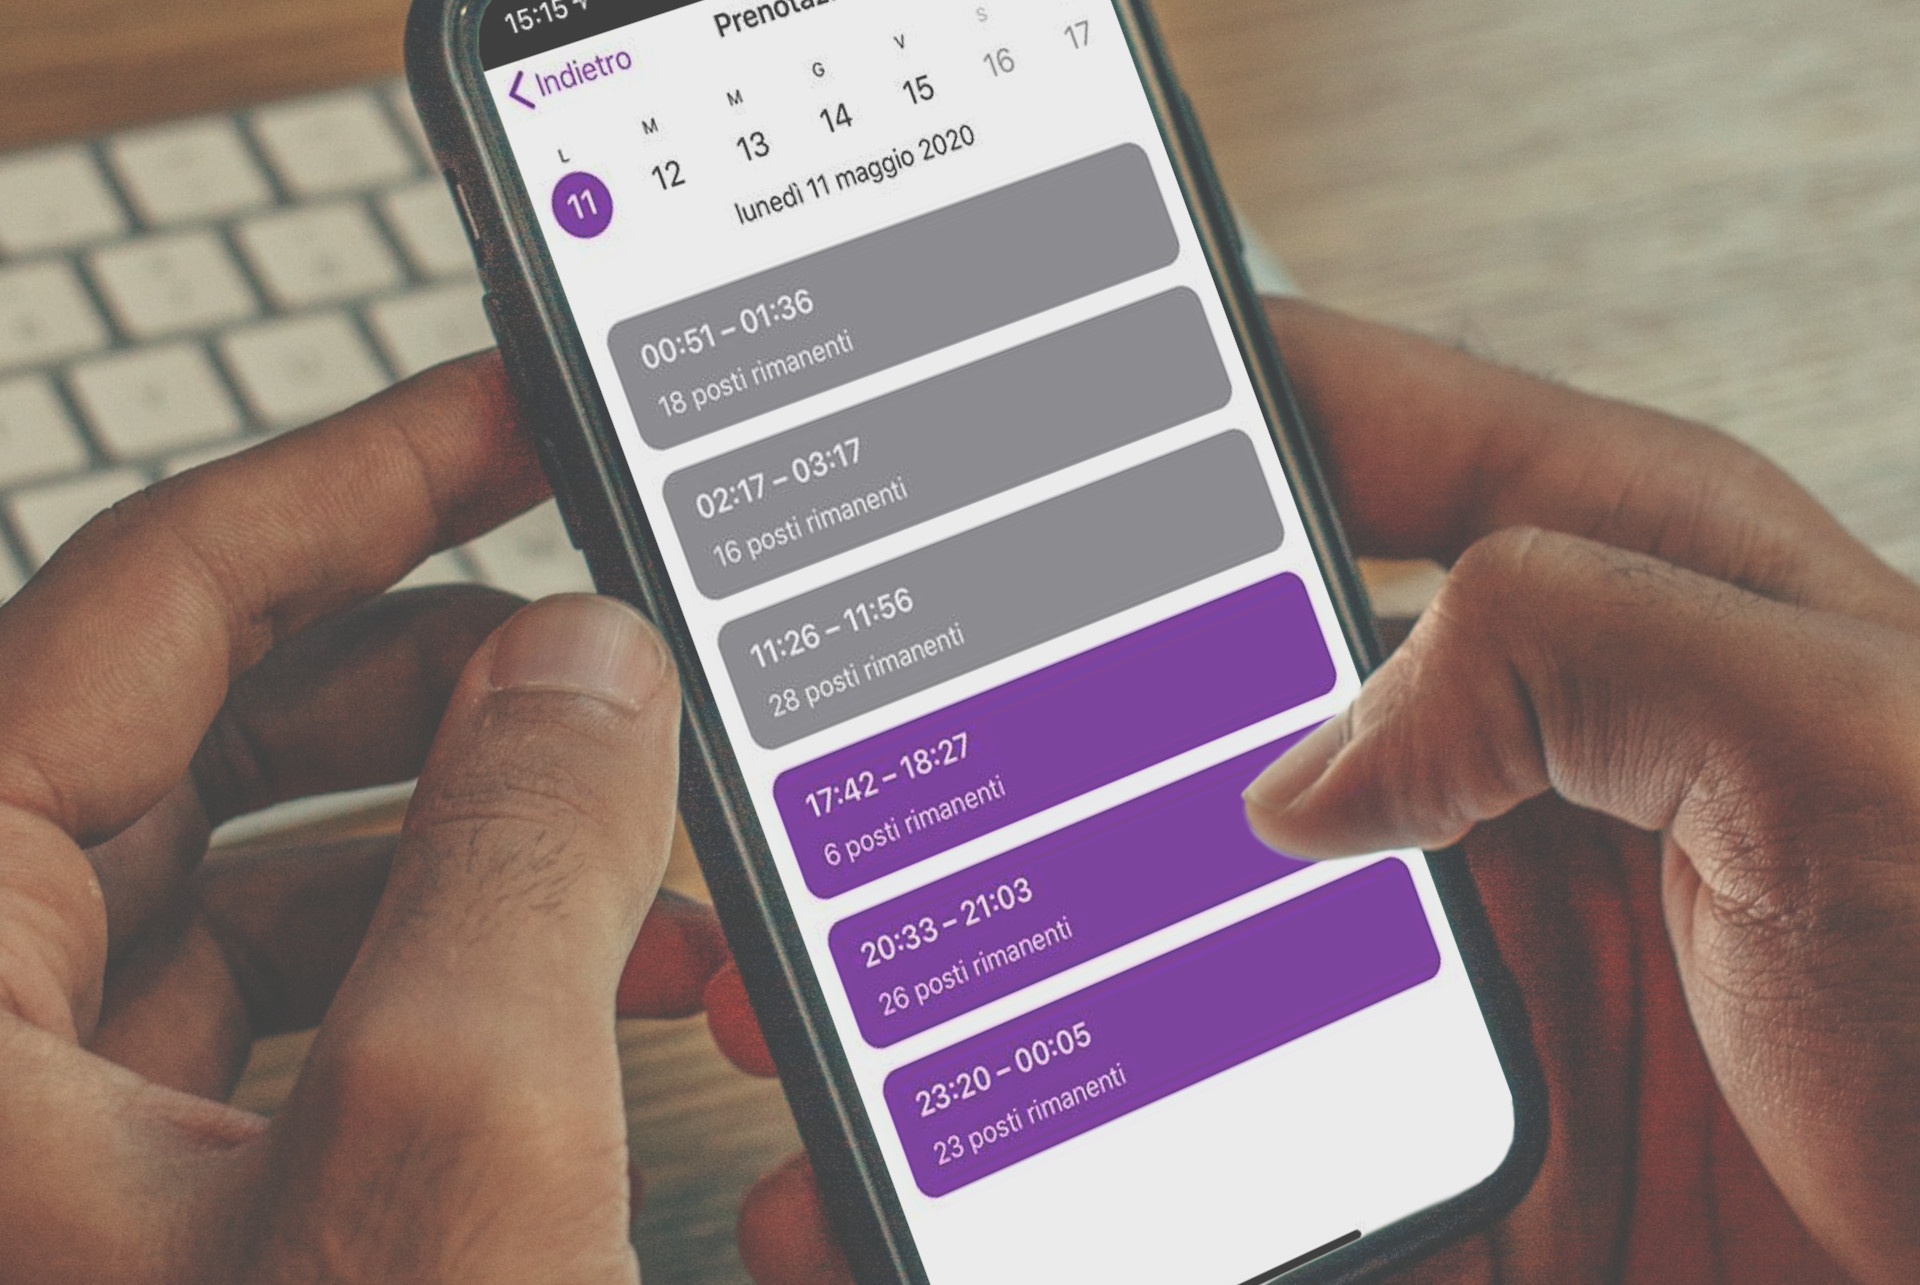 15:15
Indietro
L M M G V S
11 12 13 14 15 16 17
lunedì 11 maggio 2020
00:51 – 01:36
18 posti rimanenti
02:17 – 03:17
16 posti rimanenti
11:26 – 11:56
28 posti rimanenti
17:42 – 18:27
6 posti rimanenti
20:33 – 21:03
26 posti rimanenti
23:20 – 00:05
23 posti rimanenti